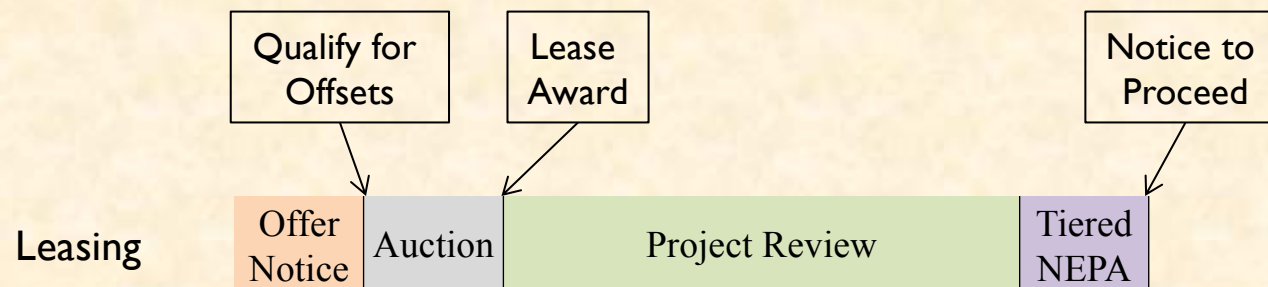 Qualify for
Offsets
Lease
Award
Notice to
Proceed
Leasing
Offer
Notice
Auction
Project Review
Tiered
NEPA